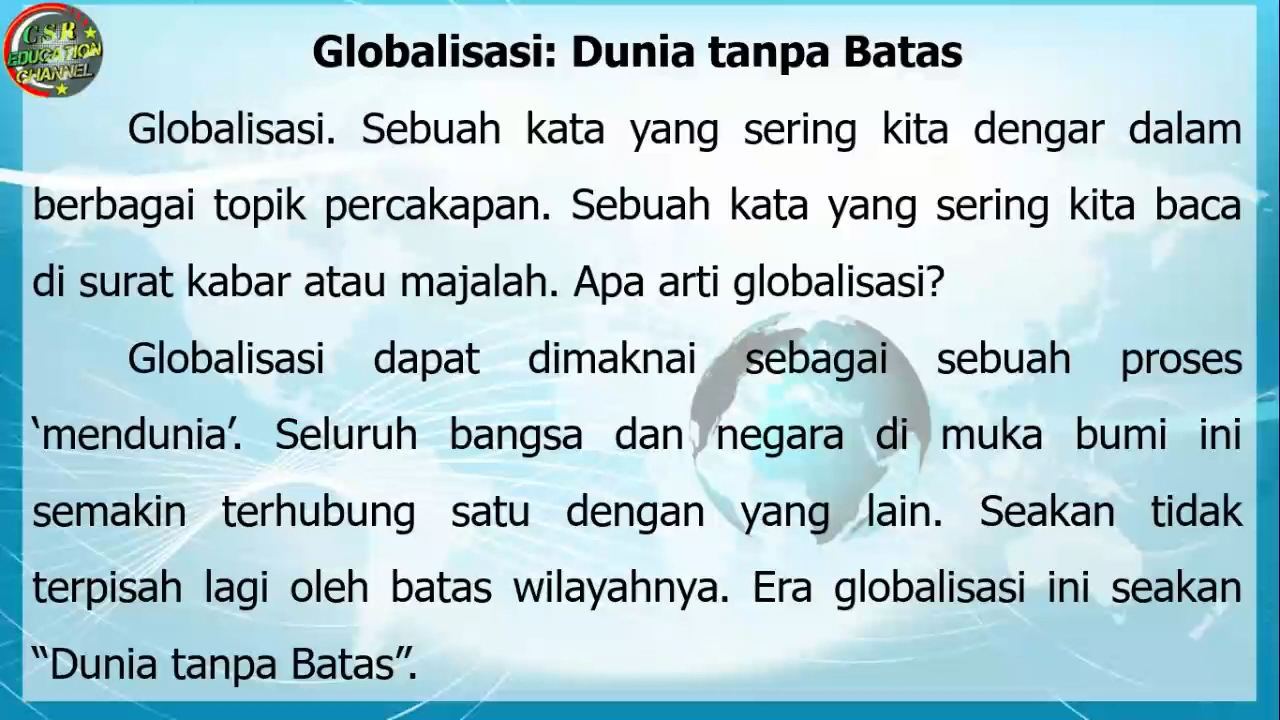 GSR
EDUCATION
CHANNEL
Globalisasi: Dunia tanpa Batas
Globalisasi. Sebuah kata yang sering kita dengar dalam
berbagai topik percakapan. Sebuah kata yang sering kita baca
di surat kabar atau majalah. Apa arti globalisasi?
Globalisasi dapat dimaknai sebagai sebuah proses
‘mendunia’. Seluruh bangsa dan negara di muka bumi ini
semakin terhubung satu dengan yang lain. Seakan tidak
terpisah lagi oleh batas wilayahnya. Era globalisasi ini seakan
“Dunia tanpa Batas”.